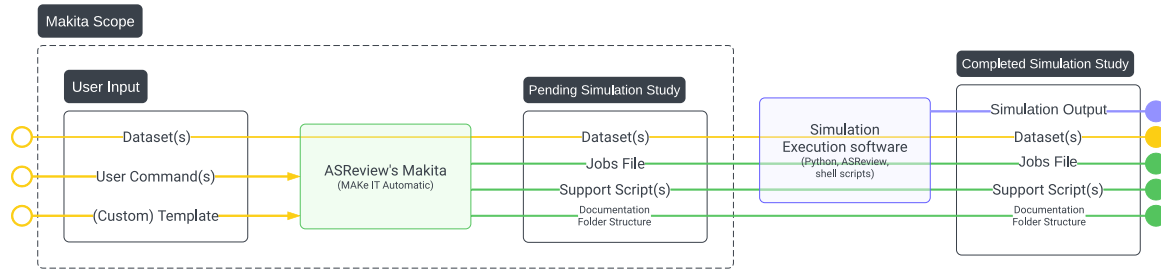 Makita Scope
User Input
Dataset(s)
User Command(s)
(Custom) Template
ASReview's Makita
(MAKe IT Automatic)
Pending Simulation Study
Dataset(s)
Jobs File
Support Script(s)
Documentation
Folder Structure
Simulation
Execution software
(Python, ASReview,
shell scripts)
Completed Simulation Study
Simulation Output
Dataset(s)
Jobs File
Support Script(s)
Documentation
Folder Structure